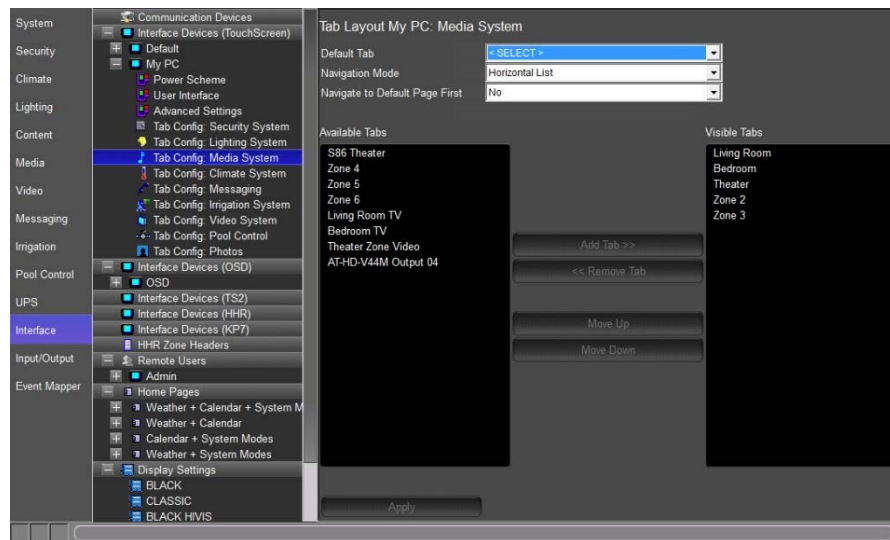 System
Security
Climate
Lighting
Content
Media
Video
Messaging
Irrigation
Pool Control
UPS
Interface
Input/Output
Event Mapper
Communication Devices
Interface Devices (TouchScreen)
Default
My PC
Power Scheme
User Interface
Advanced Settings
Tab Config: Security System
Tab Config: Lighting System
Tab Config: Media System
Tab Config: Climate System
Tab Config: Messaging
Tab Config: Irrigation System
Tab Config: Video System
Tab Config: Pool Control
Tab Config: Photos
Interface Devices (OSD)
OSD
Interface Devices (TS2)
Interface Devices (HHR)
Interface Devices (KP7)
HHR Zone Headers
Remote Users
Admin
Home Pages
Weather + Calendar + System M
Weather + Calendar
Calendar + System Modes
Weather + System Modes
Display Settings
BLACK
CLASSIC
BLACK HIVIS
Tab Layout My PC: Media System
Default Tab < SELECT >
Navigation Mode Horizontal List
Navigate to Default Page First No
Available Tabs
S86 Theater
Zone 4
Zone 5
Zone 6
Living Room TV
Bedroom TV
Theater Zone Video
AT-HD-V44M Output 04
Add Tab >>
<< Remove Tab
Move Up
Move Down
Visible Tabs
Living Room
Bedroom
Theater
Zone 2
Zone 3
Apply